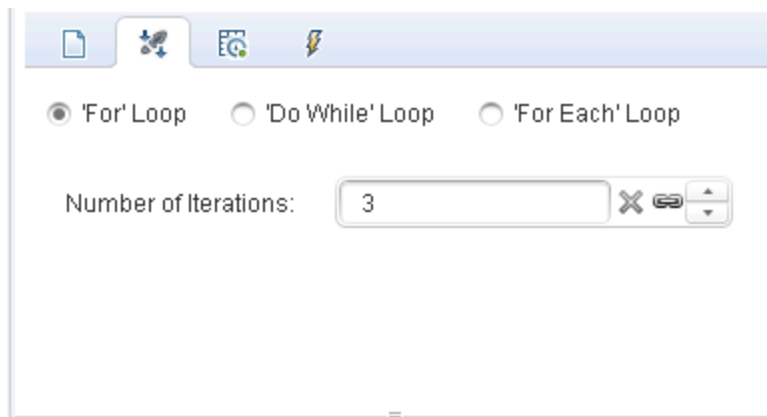 'For' Loop 'Do While' Loop 'For Each' Loop
Number of Iterations: 3